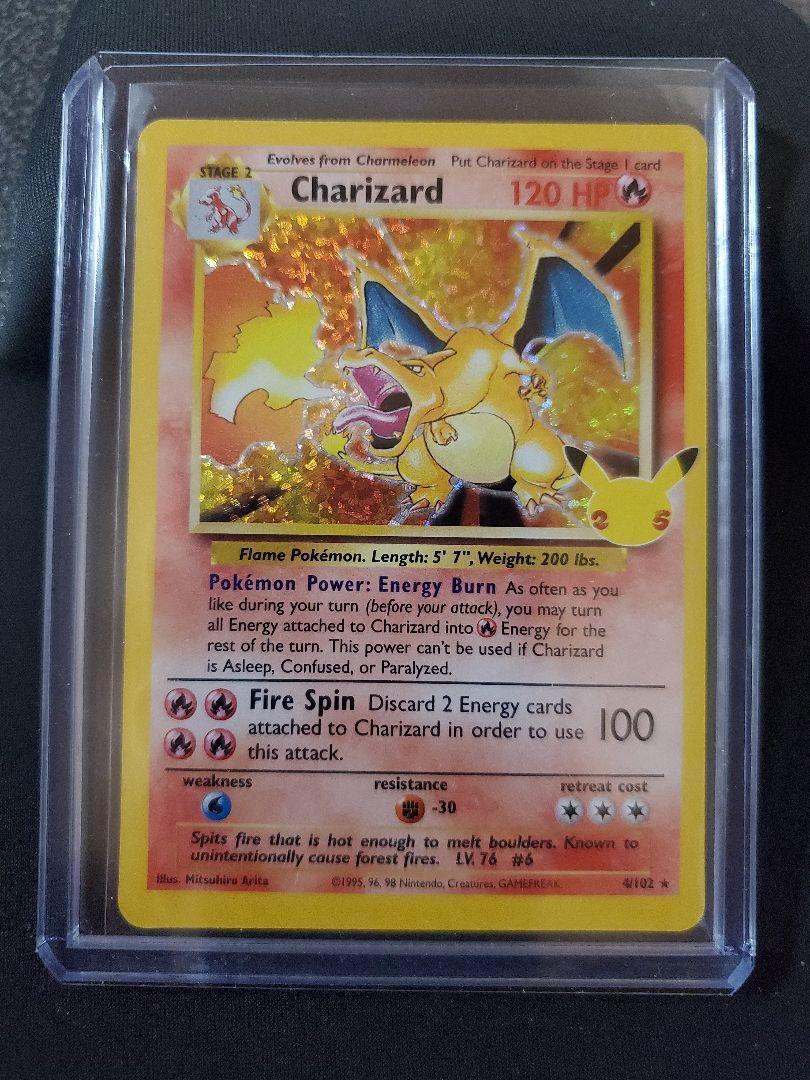 Evolves from Charmeleon Put Charizard on the Stage 1 card
STAGE 2
Charizard 120 HP
2 5
Flame Pokémon. Length: 5' 7", Weight: 200 lbs.
Pokémon Power: Energy Burn As often as you
like during your turn (before your attack), you may turn
all Energy attached to Charizard into Energy for the
rest of the turn. This power can't be used if Charizard
is Asleep, Confused, or Paralyzed.
Fire Spin Discard 2 Energy cards
attached to Charizard in order to use 100
this attack.
weakness resistance retreat cost
-30
Spits fire that is hot enough to melt boulders. Known to
unintentionally cause forest fires. LV. 76 #6
Illus. Mitsuhiro Arita ©1995, 96, 98 Nintendo, Creatures, GAMEFREAK. 4/102 ★